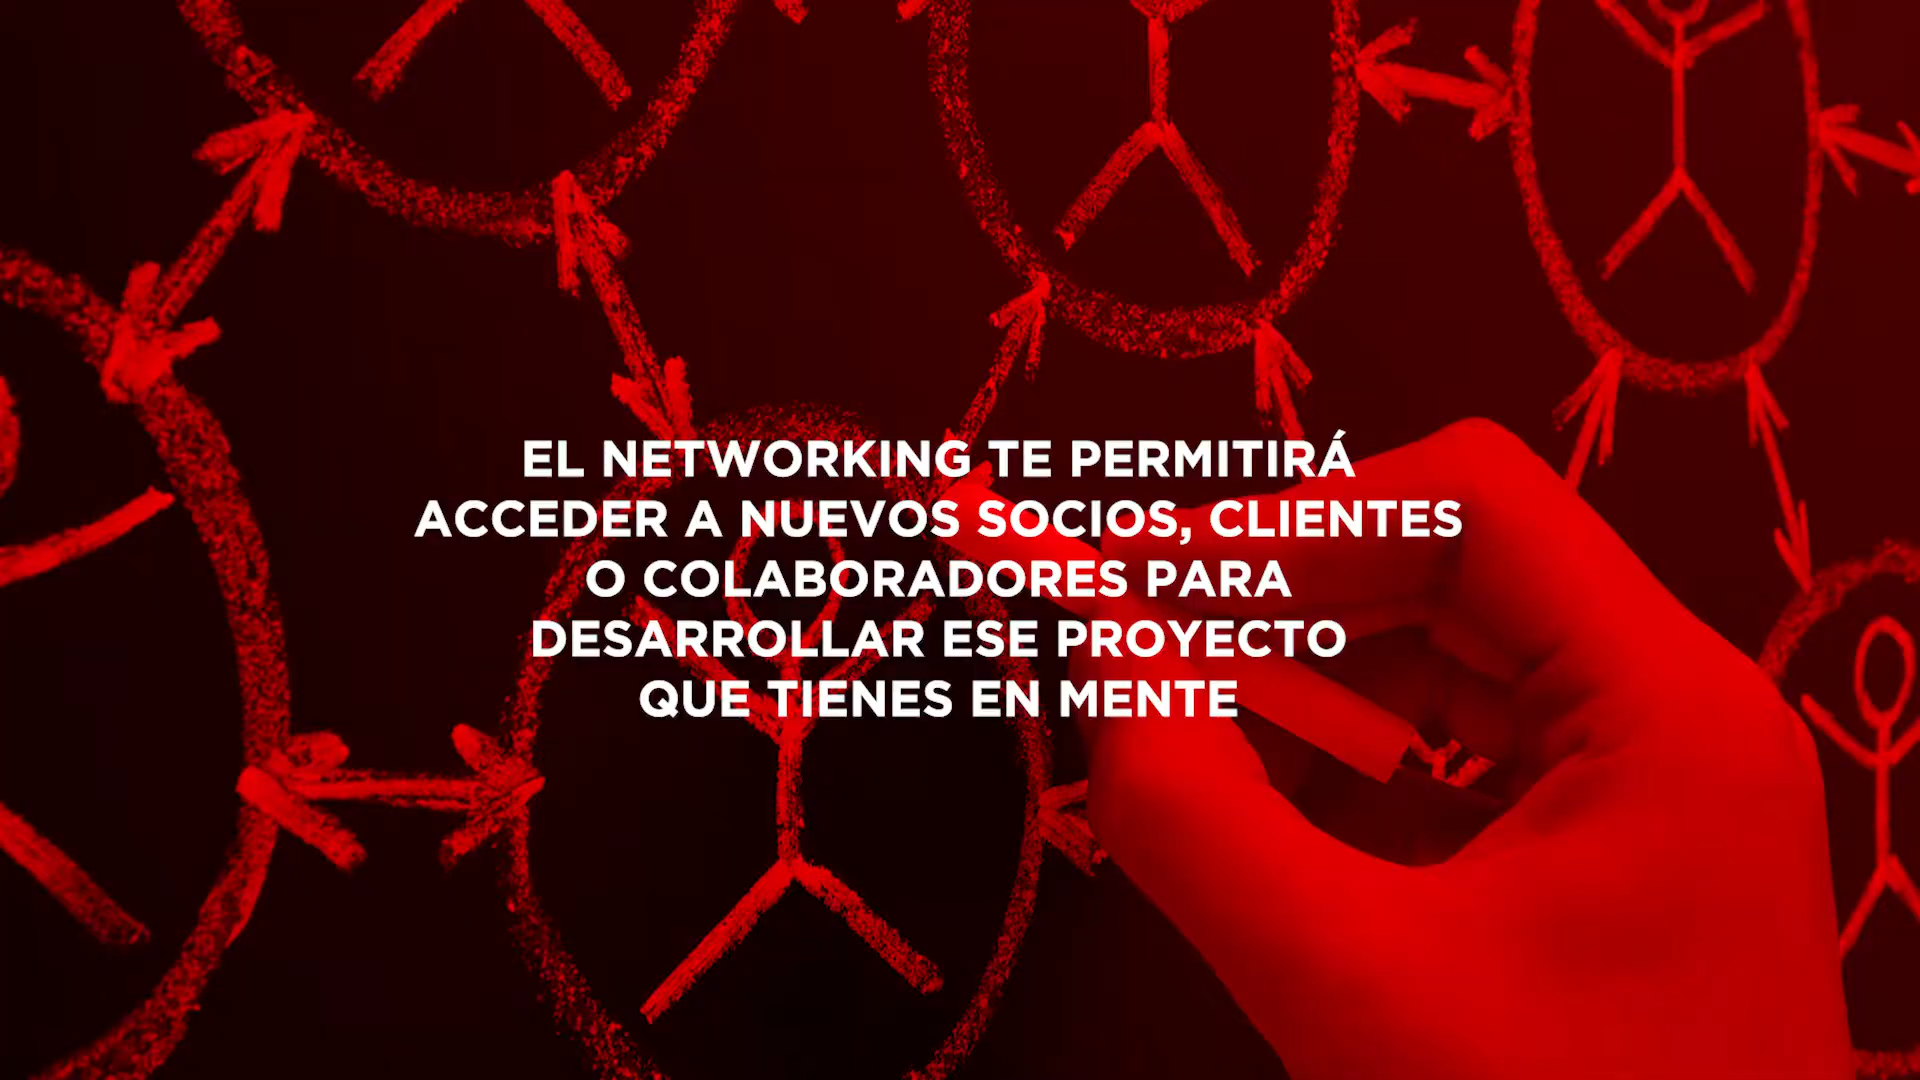 EL NETWORKING TE PERMITIRÁ
ACCEDER A NUEVOS SOCIOS, CLIENTES
O COLABORADORES PARA
DESARROLLAR ESE PROYECTO
QUE TIENES EN MENTE